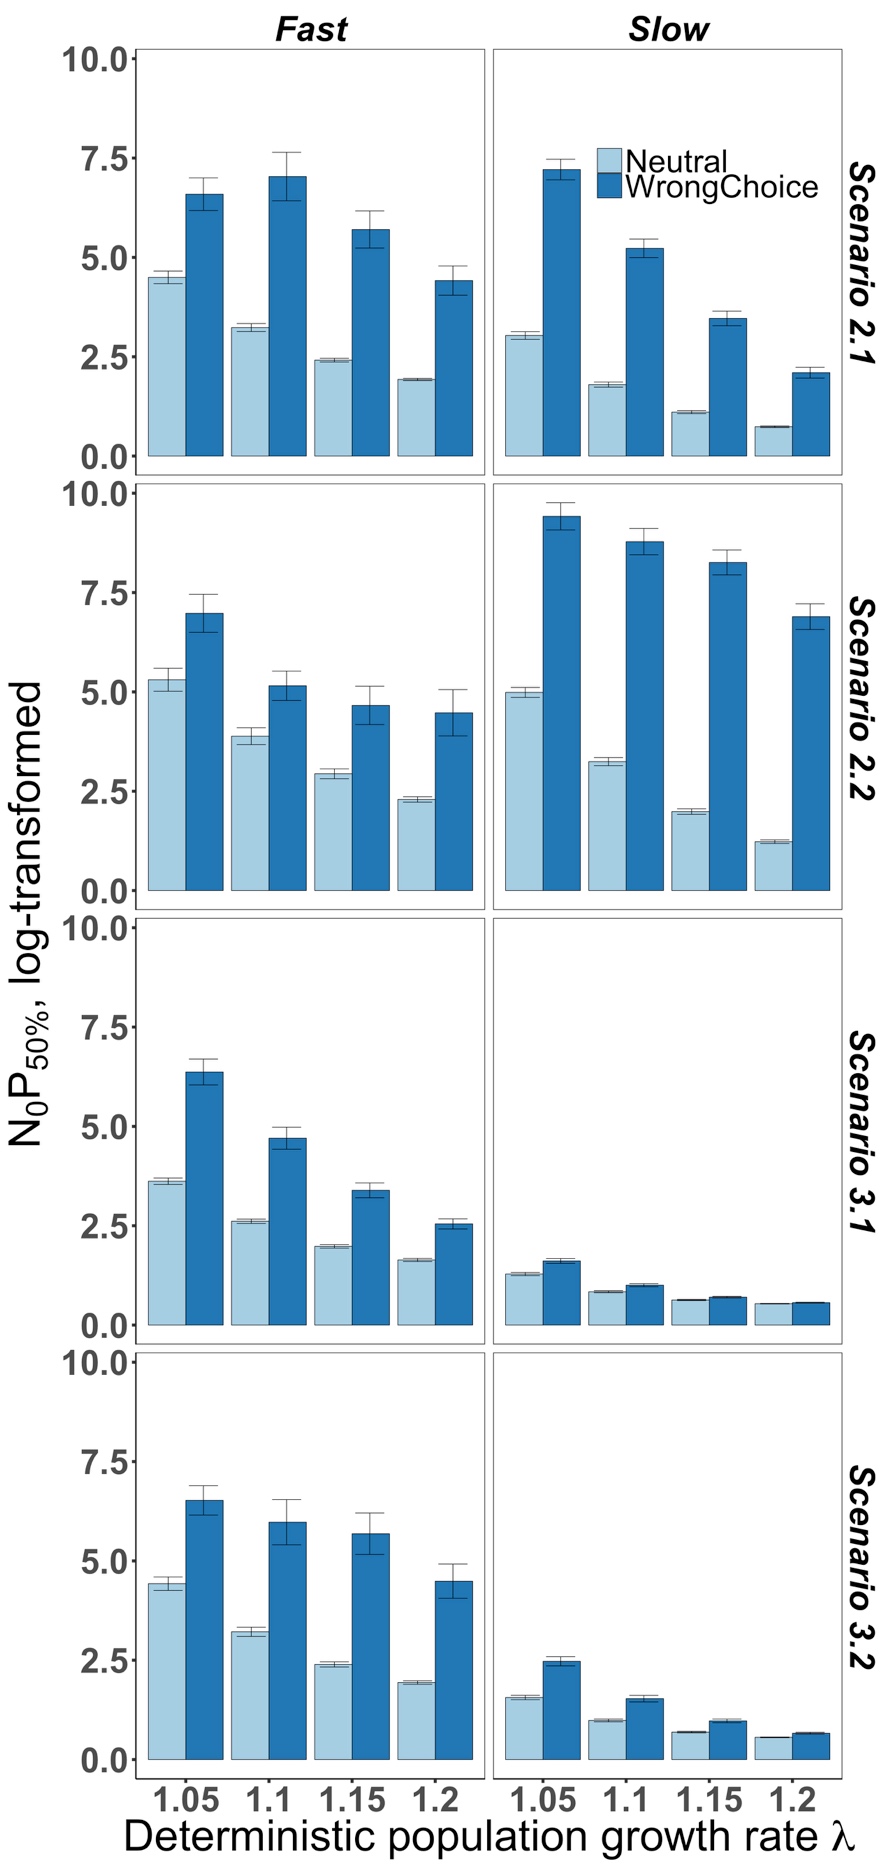 Fast Slow
10.0
7.5
5.0
2.5
0.0
Neutral
WrongChoice
Scenario 2.1
10.0
7.5
5.0
2.5
0.0
Scenario 2.2
10.0
7.5
5.0
2.5
0.0
Scenario 3.1
10.0
7.5
5.0
2.5
0.0
Scenario 3.2
N₀P₅₀%, log-transformed
1.05 1.1 1.15 1.2 1.05 1.1 1.15 1.2
Deterministic population growth rate λ